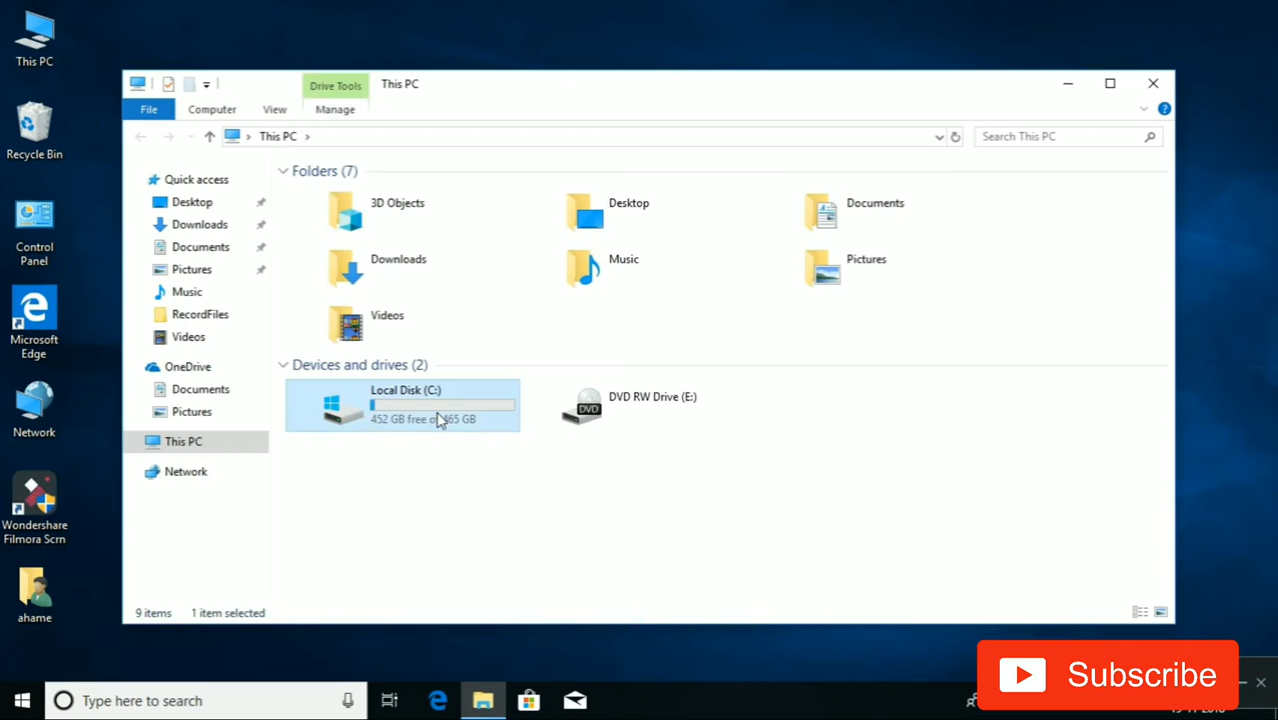 This PC
Recycle Bin
Control
Panel
Microsoft
Edge
Network
Wondershare
Filmora Scrn
ahame
Drive Tools
This PC
File
Computer
View
Manage
This PC
Search This PC
Quick access
Desktop
Downloads
Documents
Pictures
Music
RecordFiles
Videos
OneDrive
Documents
Pictures
This PC
Network
Folders (7)
3D Objects
Desktop
Documents
Downloads
Music
Pictures
Videos
Devices and drives (2)
Local Disk (C:)
452 GB free of 465 GB
DVD RW Drive (E:)
DVD
9 items
1 item selected
Type here to search
Subscribe